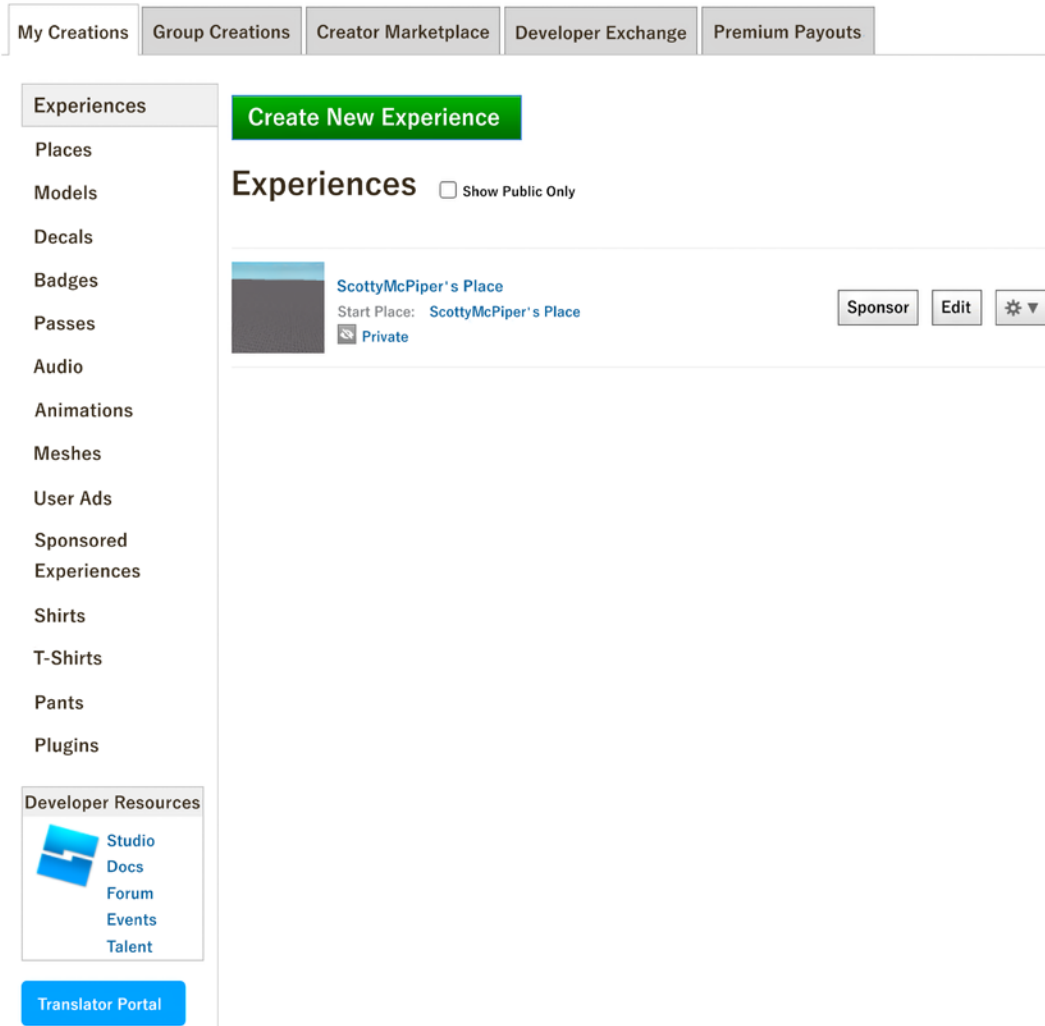 My Creations
Group Creations
Creator Marketplace
Developer Exchange
Premium Payouts
Experiences
Places
Models
Decals
Badges
Passes
Audio
Animations
Meshes
User Ads
Sponsored
Experiences
Shirts
T-Shirts
Pants
Plugins
Developer Resources
Studio
Docs
Forum
Events
Talent
Translator Portal
Create New Experience
Experiences
Show Public Only
ScottyMcPiper's Place
Start Place: ScottyMcPiper's Place
Private
Sponsor
Edit